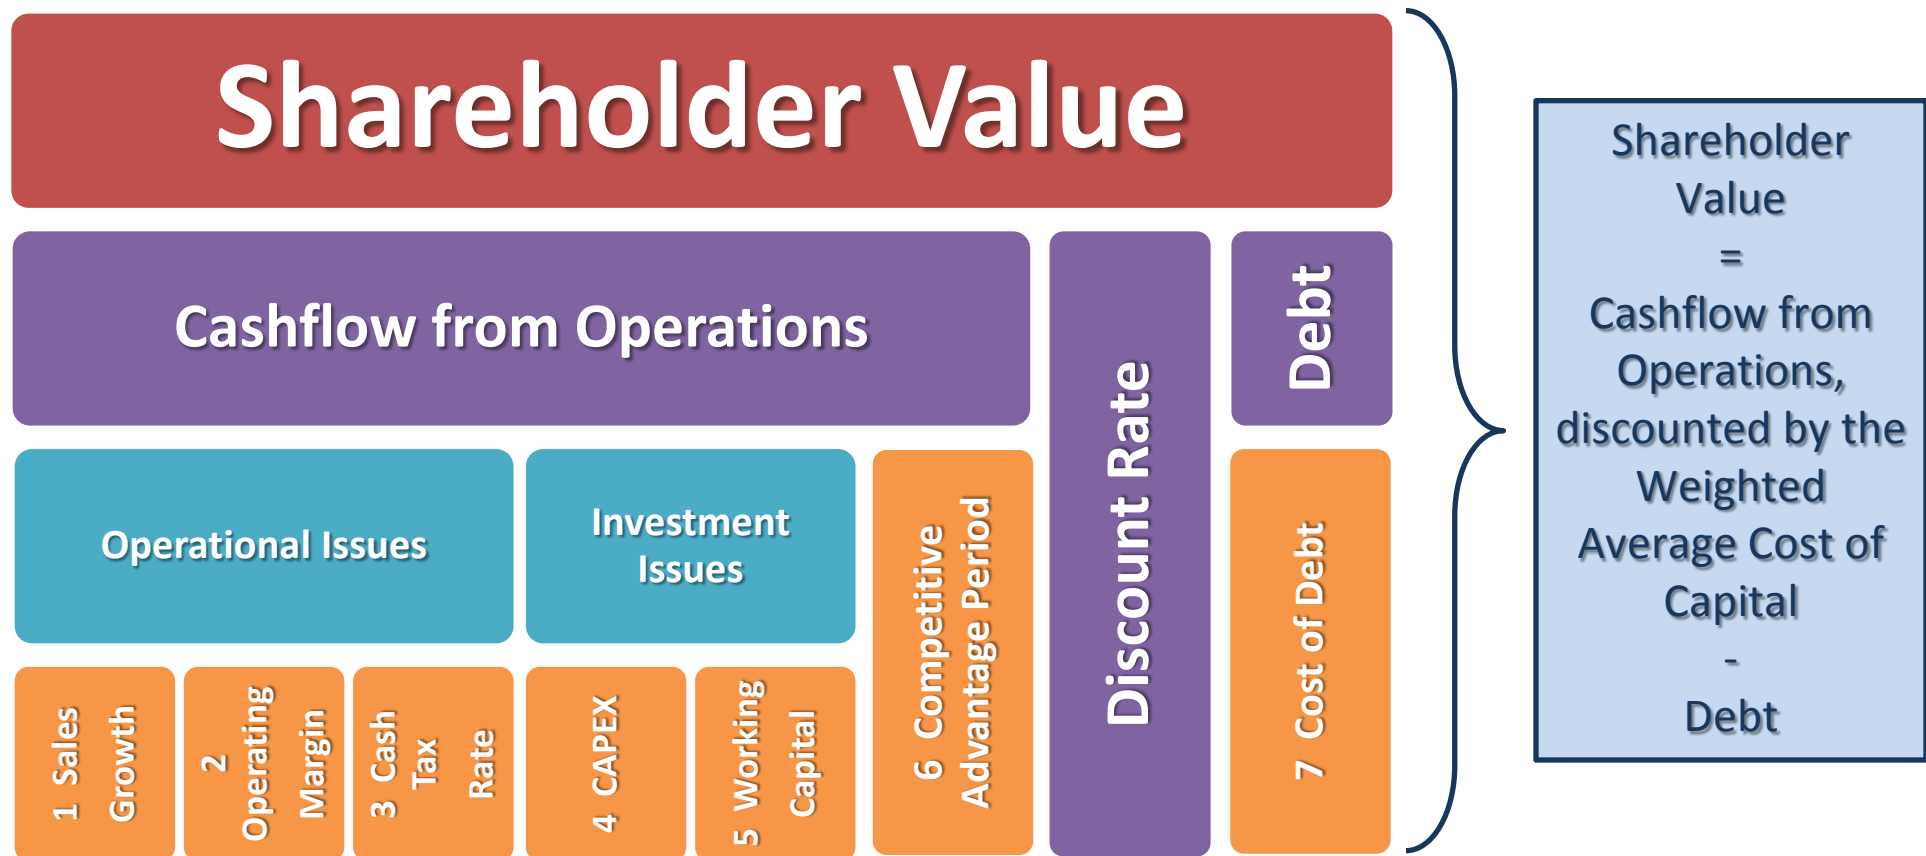 Shareholder Value
Cashflow from Operations
Discount Rate
Debt
Operational Issues
Investment
Issues
6 Competitive
Advantage Period
7 Cost of Debt
1 Sales
Growth
2
Operating
Margin
3 Cash
Tax
Rate
4 CAPEX
5 Working
Capital
Shareholder
Value
=
Cashflow from
Operations,
discounted by the
Weighted
Average Cost of
Capital
-
Debt